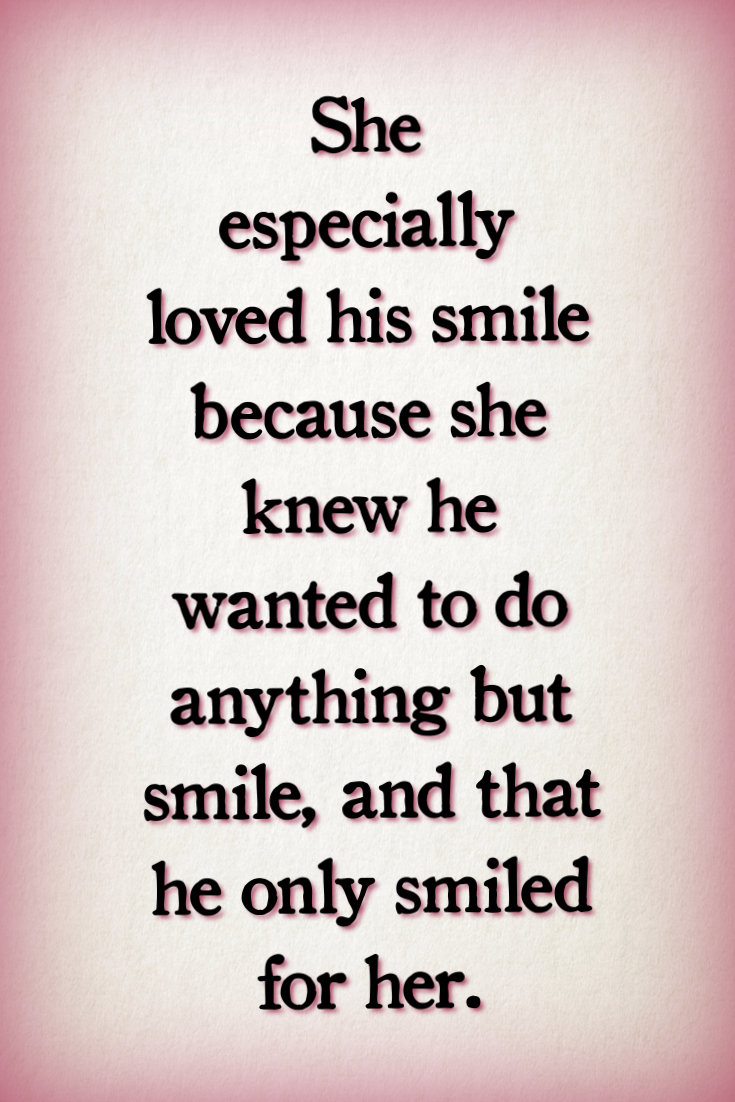 She
especially
loved his smile
because she
knew he
wanted to do
anything but
smile, and that
he only smiled
for her.